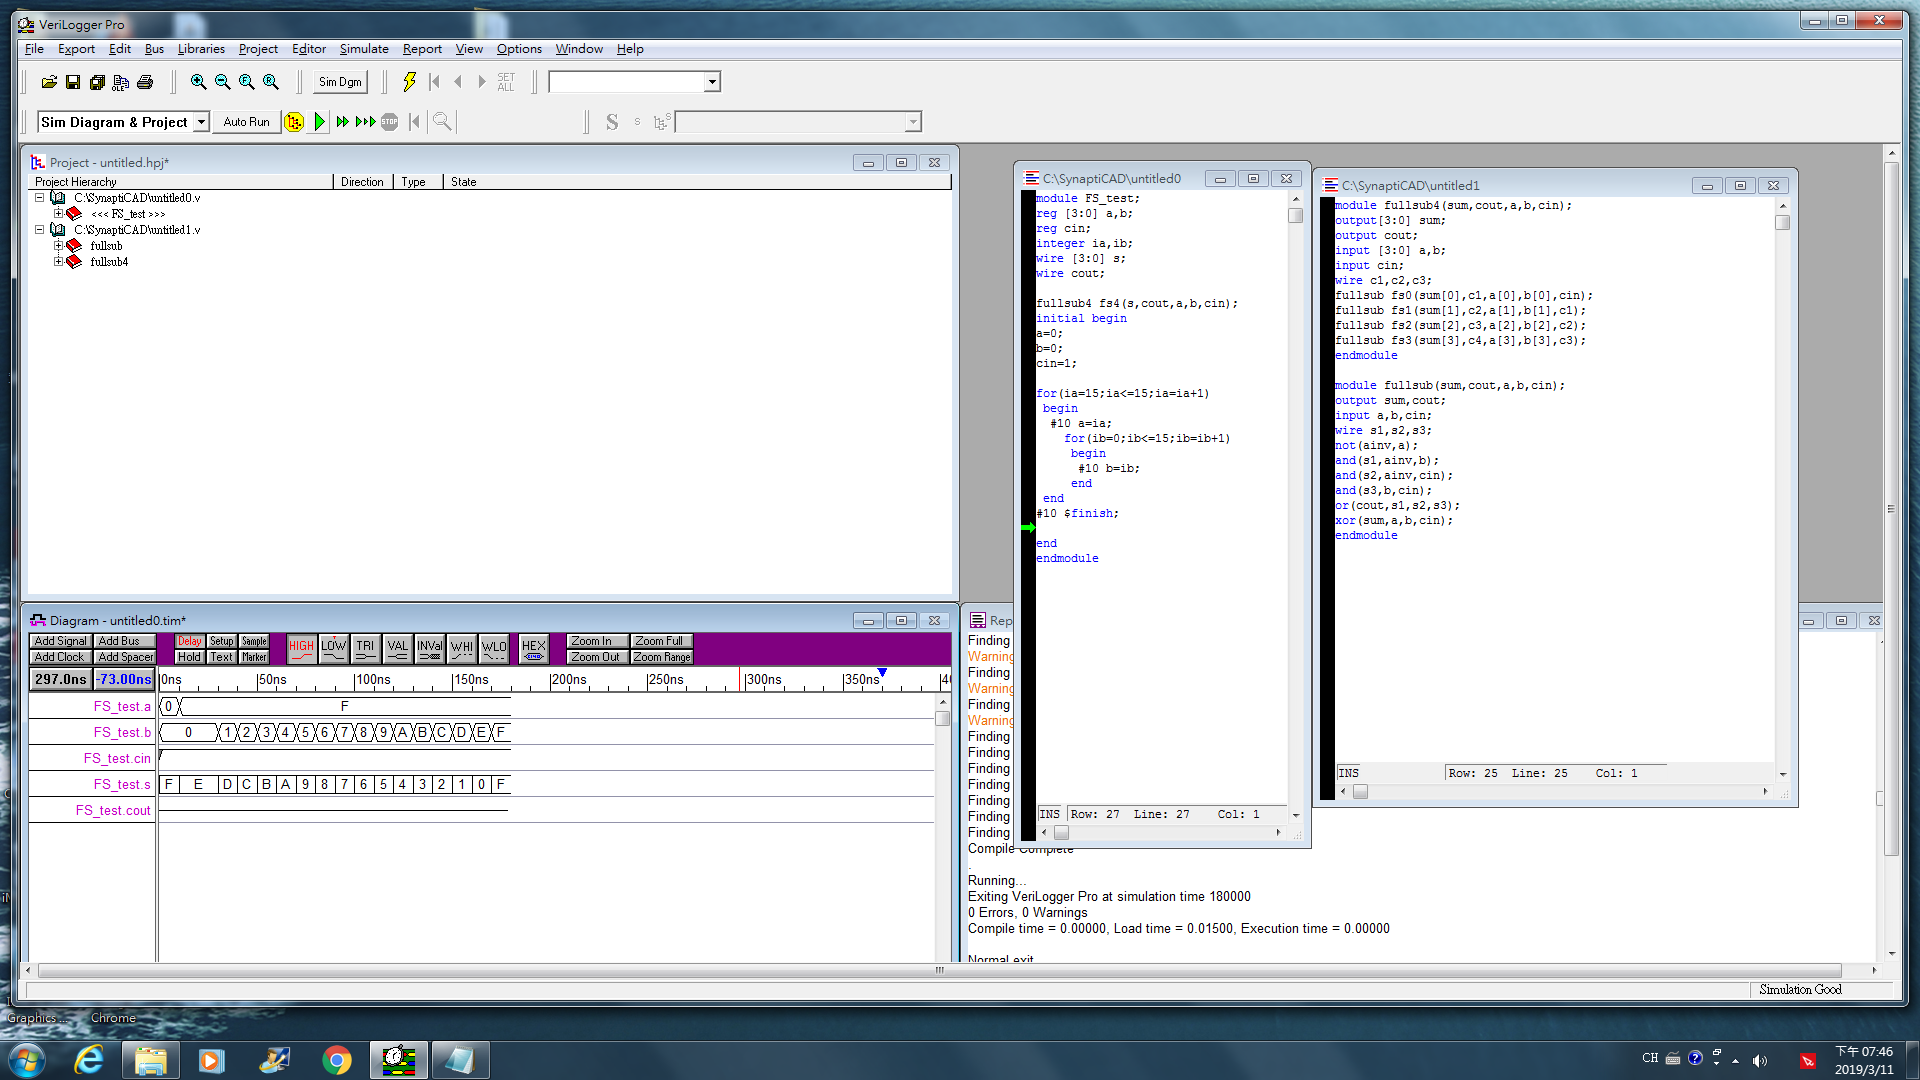 VeriLogger Pro
File Export Edit Bus Libraries Project Editor Simulate Report View Options Window Help
Sim Dgm
SET ALL
Sim Diagram & Project
Auto Run
STOP
Project - untitled.hpj*
Project Hierarchy Direction Type State
C:\SynaptiCAD\untitled0.v
<<< FS_test >>>
C:\SynaptiCAD\untitled1.v
fullsub
fullsub4
C:\SynaptiCAD\untitled0
module FS_test;
reg [3:0] a,b;
reg cin;
integer ia,ib;
wire [3:0] s;
wire cout;
fullsub4 fs4(s,cout,a,b,cin);
initial begin
a=0;
b=0;
cin=1;
for(ia=15;ia<=15;ia=ia+1)
begin
#10 a=ia;
for(ib=0;ib<=15;ib=ib+1)
begin
#10 b=ib;
end
end
#10 $finish;
end
endmodule
INS Row: 27 Line: 27 Col: 1
C:\SynaptiCAD\untitled1
module fullsub4(sum,cout,a,b,cin);
output[3:0] sum;
output cout;
input [3:0] a,b;
input cin;
wire c1,c2,c3;
fullsub fs0(sum[0],c1,a[0],b[0],cin);
fullsub fs1(sum[1],c2,a[1],b[1],c1);
fullsub fs2(sum[2],c3,a[2],b[2],c2);
fullsub fs3(sum[3],c4,a[3],b[3],c3);
endmodule
module fullsub(sum,cout,a,b,cin);
output sum,cout;
input a,b,cin;
wire s1,s2,s3;
not(ainv,a);
and(s1,ainv,b);
and(s2,ainv,cin);
and(s3,b,cin);
or(cout,s1,s2,s3);
xor(sum,a,b,cin);
endmodule
INS Row: 25 Line: 25 Col: 1
Diagram - untitled0.tim*
Add Signal Add Bus Delay Setup Sample HIGH LOW TRI VAL INVal WHI WLO HEX Zoom In Zoom Full
Add Clock Add Spacer Hold Text Marker Zoom Out Zoom Range
297.0ns -73.00ns 0ns 50ns 100ns 150ns 200ns 250ns 300ns 350ns 40
FS_test.a 0 F
FS_test.b 0 1 2 3 4 5 6 7 8 9 A B C D E F
FS_test.cin
FS_test.s F E D C B A 9 8 7 6 5 4 3 2 1 0 F
FS_test.cout
Rep
Finding
Warning
Finding
Warning
Finding
Warning
Finding
Finding
Finding
Finding
Finding
Finding
Finding
Compile Complete
.
Running...
Exiting VeriLogger Pro at simulation time 180000
0 Errors, 0 Warnings
Compile time = 0.00000, Load time = 0.01500, Execution time = 0.00000
Normal exit
Simulation Good
Graphics ... Chrome
CH
下午 07:46
2019/3/11